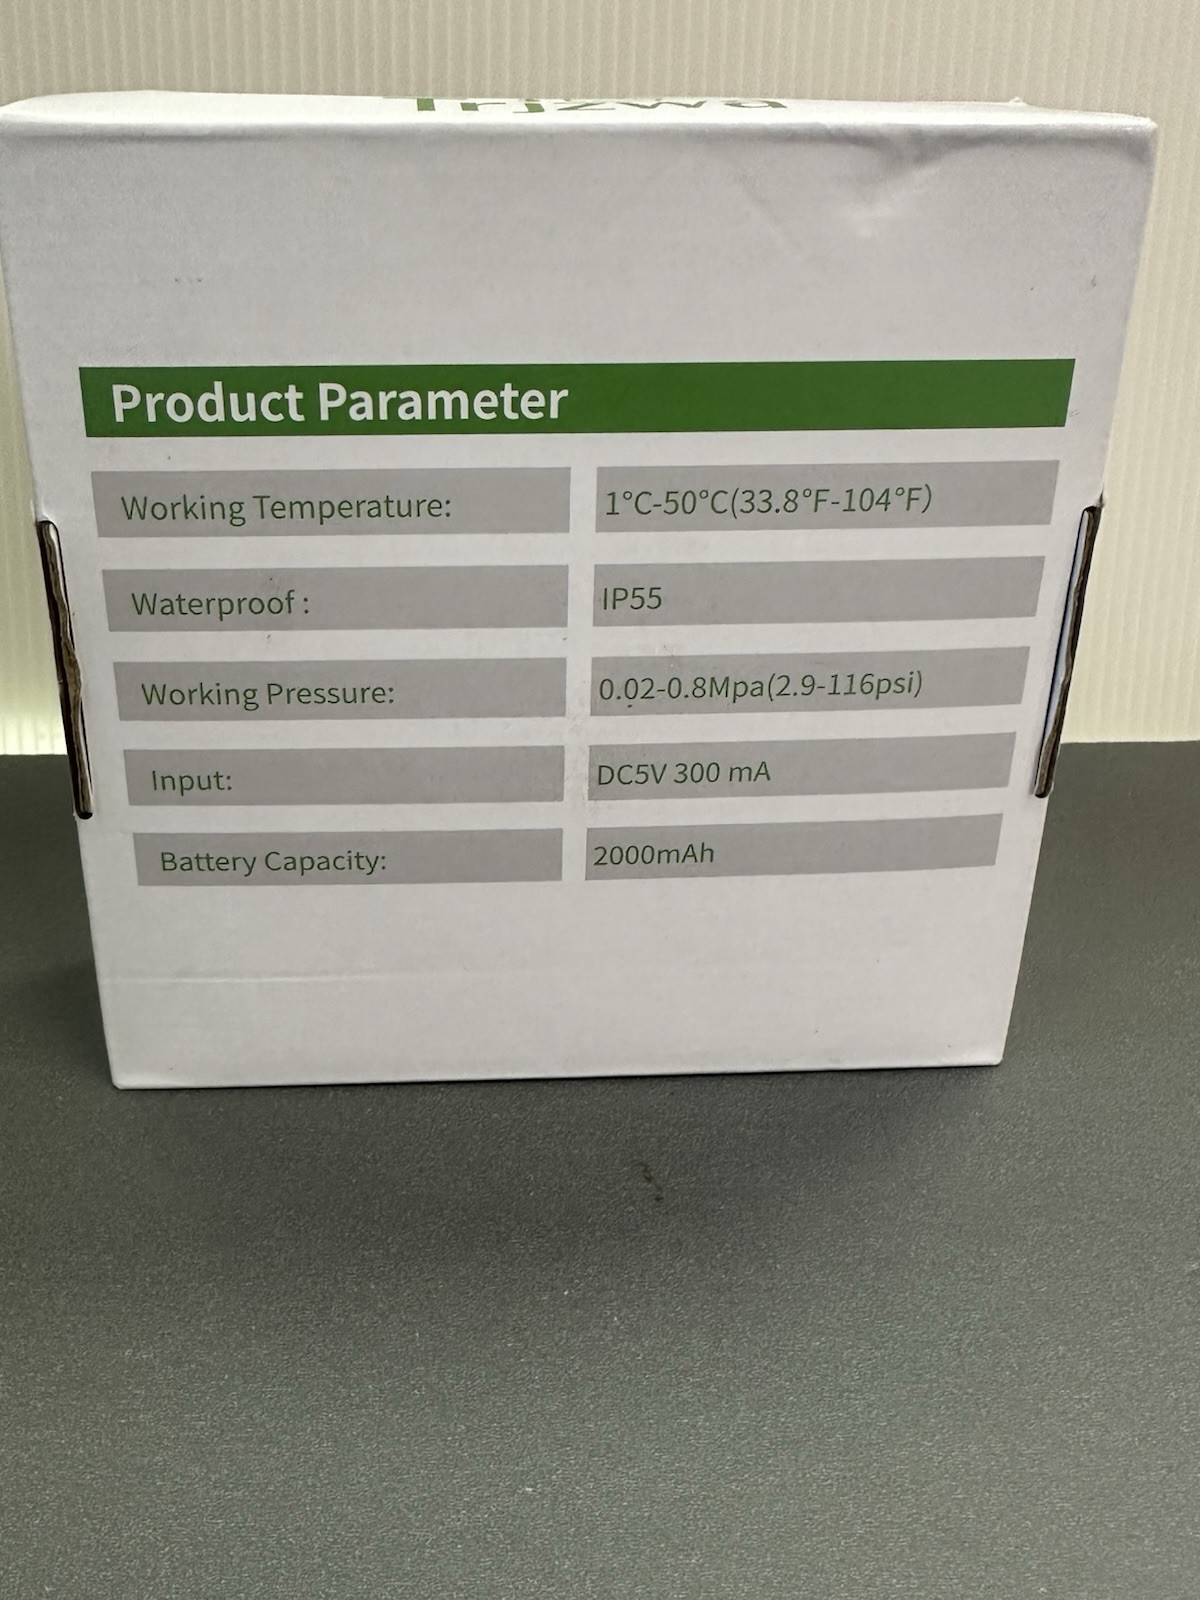 Trjzwa
Product Parameter
Working Temperature: 1°C-50°C(33.8°F-104°F)
Waterproof : IP55
Working Pressure: 0.02-0.8Mpa(2.9-116psi)
Input: DC5V 300 mA
Battery Capacity: 2000mAh